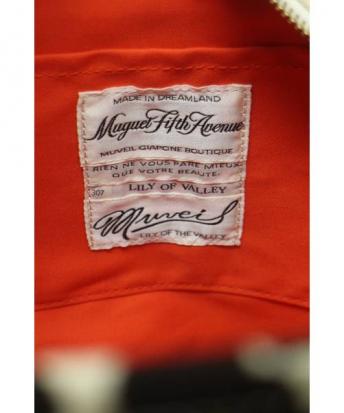 MADE IN DREAMLAND
Muguet Fifth Avenue
MUVEIL GIAPONE BOUTIQUE
RIEN NE VOUS PARE MIEUX
QUE VOTRE BEAUTÉ.
307 LILY OF VALLEY
Muveil
LILY OF THE VALLEY